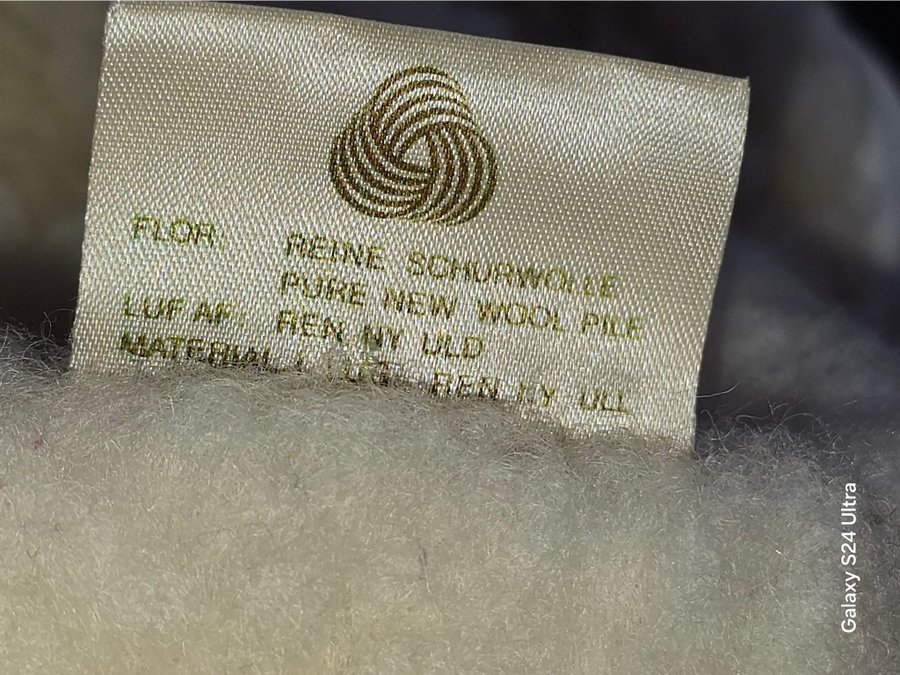 FLOR: REINE SCHURWOLLE
PURE NEW WOOL PILE
LUF AF: REN NY ULD
MATERIAL I REN NY ULL
Galaxy S24 Ultra